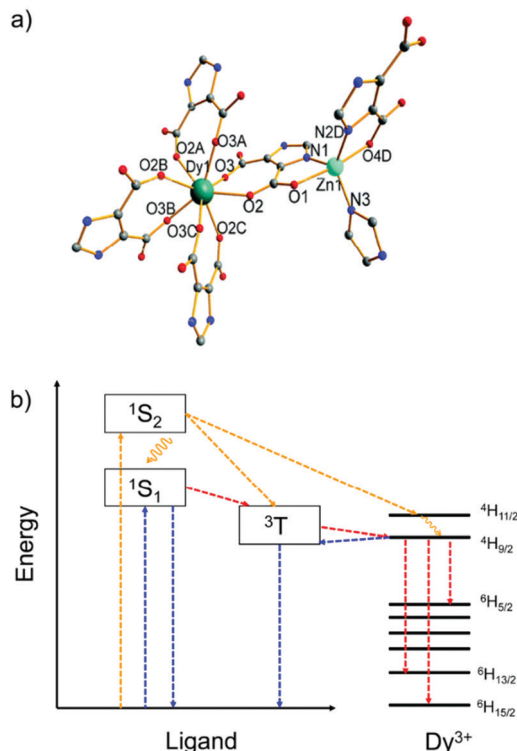 a)
O2A
O3A
Dy1
O2B
O3
O3B
O2
O3C
O2C
N1
O1
Zn1
N2D
O4D
N3
b)
Energy
¹S₂
¹S₁
³T
⁴H₁₁/₂
⁴H₉/₂
⁶H₅/₂
⁶H₁₃/₂
⁶H₁₅/₂
Ligand
Dy³⁺